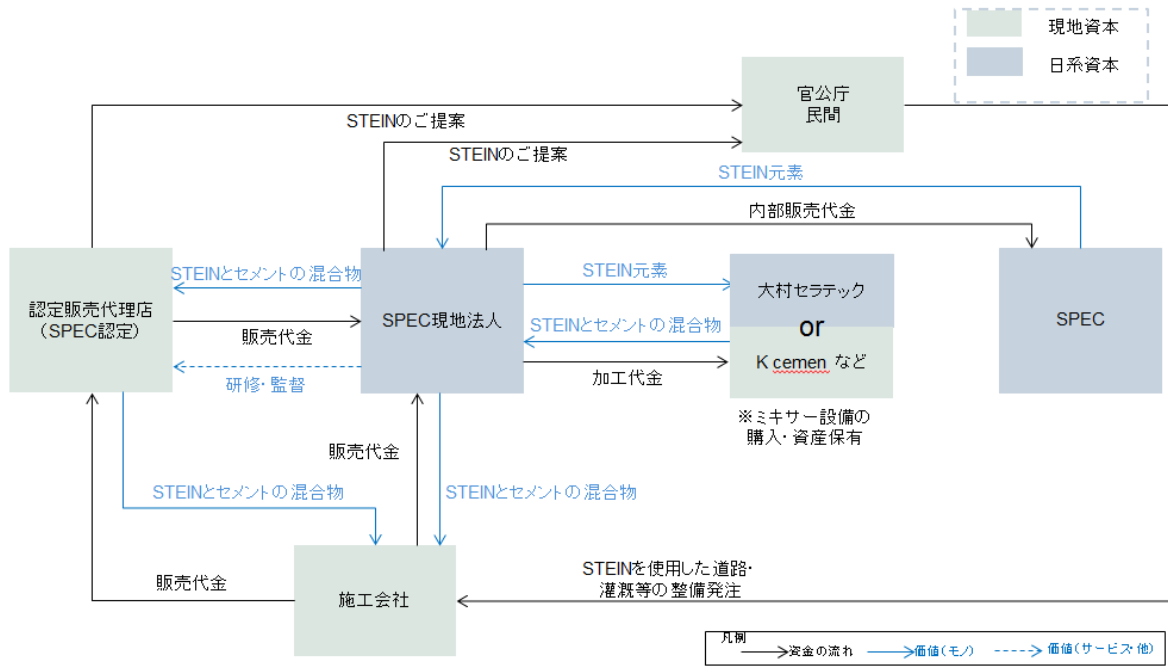 現地資本
日系資本
官公庁
民間
STEINのご提案
STEINのご提案
STEIN元素
内部販売代金
STEINとセメントの混合物
STEIN元素
認定販売代理店
（SPEC認定）
販売代金
SPEC現地法人
STEINとセメントの混合物
大村セラテック
or
K cemen など
SPEC
研修・監督
加工代金
※ミキサー設備の
購入・資産保有
販売代金
STEINとセメントの混合物
STEINとセメントの混合物
販売代金
施工会社
STEINを使用した道路・
灌漑等の整備発注
凡例
資金の流れ
価値（モノ）
価値（サービス・他）